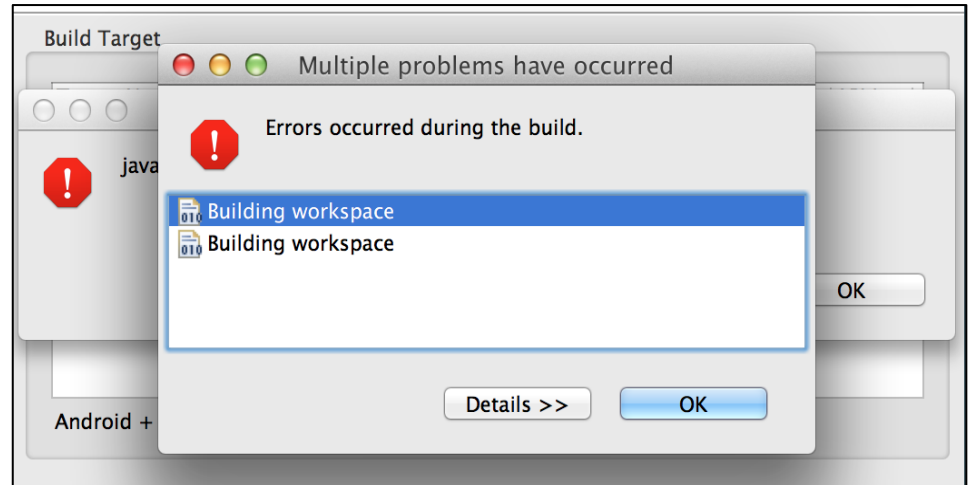 Build Target
Multiple problems have occurred
Errors occurred during the build.
java
Building workspace
Building workspace
OK
Details >>
OK
Android +